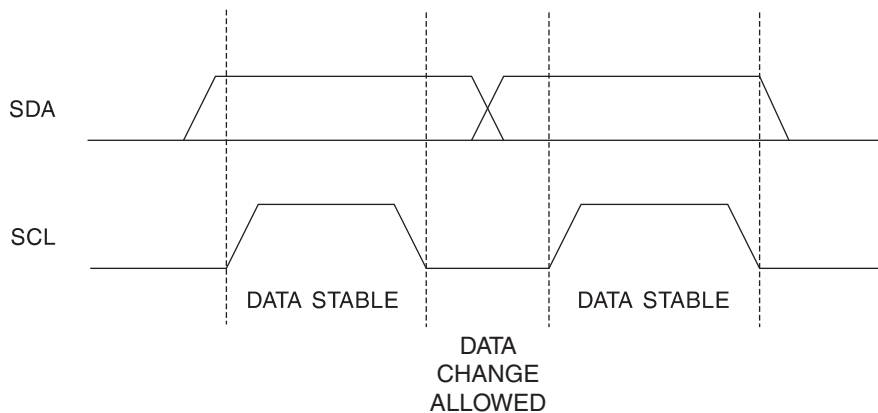 SDA
SCL
DATA STABLE
DATA STABLE
DATA
CHANGE
ALLOWED